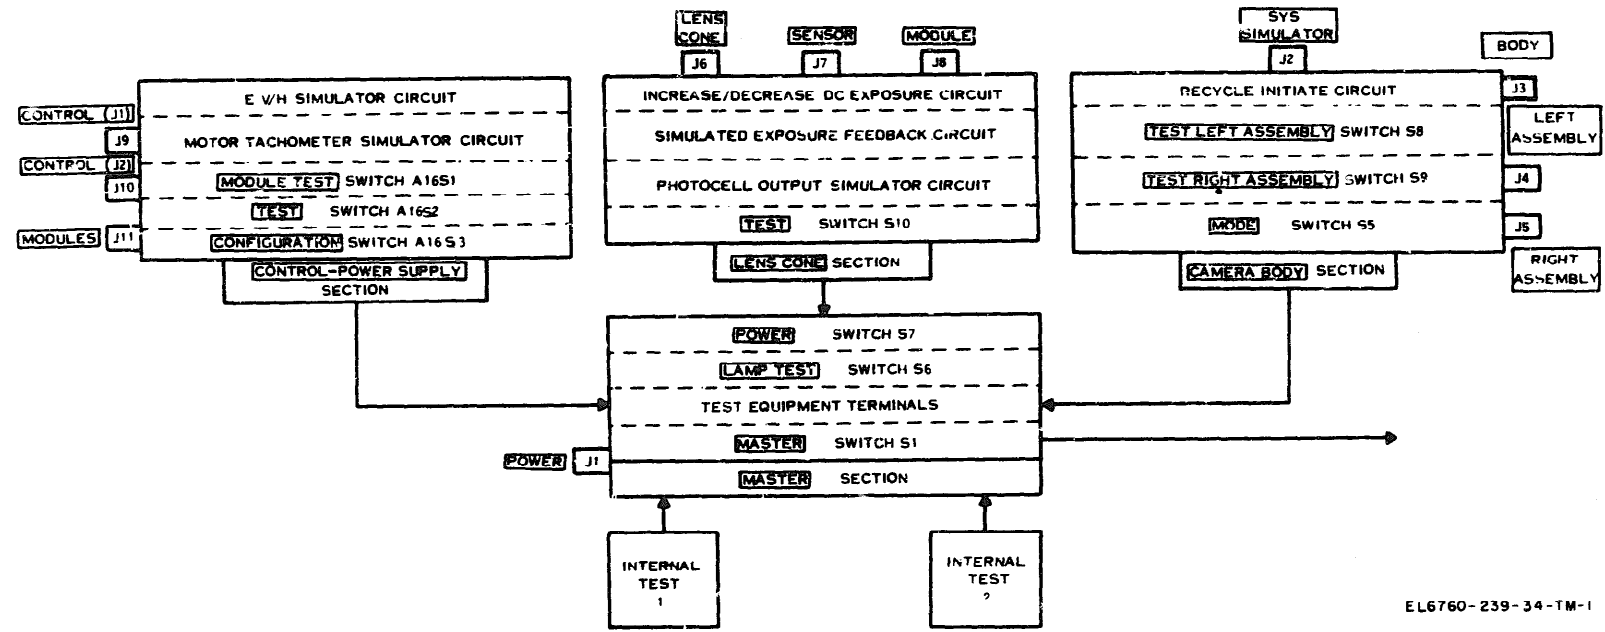 CONTROL (J1)
J9
CONTROL (J2)
J10
MODULES J11
E V/H SIMULATOR CIRCUIT
MOTOR TACHOMETER SIMULATOR CIRCUIT
MODULE TEST SWITCH A16S1
TEST SWITCH A16S2
CONFIGURATION SWITCH A16S3
CONTROL-POWER SUPPLY
SECTION
LENS
CONE
J6
SENSOR
J7
MODULE
J8
INCREASE/DECREASE DC EXPOSURE CIRCUIT
SIMULATED EXPOSURE FEEDBACK CIRCUIT
PHOTOCELL OUTPUT SIMULATOR CIRCUIT
TEST SWITCH S10
LENS CONE SECTION
SYS
SIMULATOR
J2
BODY
J3
LEFT
ASSEMBLY
J4
J5
RIGHT
ASSEMBLY
RECYCLE INITIATE CIRCUIT
TEST LEFT ASSEMBLY SWITCH S8
TEST RIGHT ASSEMBLY SWITCH S9
MODE SWITCH S5
CAMERA BODY SECTION
POWER SWITCH S7
LAMP TEST SWITCH S6
TEST EQUIPMENT TERMINALS
MASTER SWITCH S1
POWER J1
MASTER SECTION
INTERNAL
TEST
1
INTERNAL
TEST
2
EL6760-239-34-TM-1